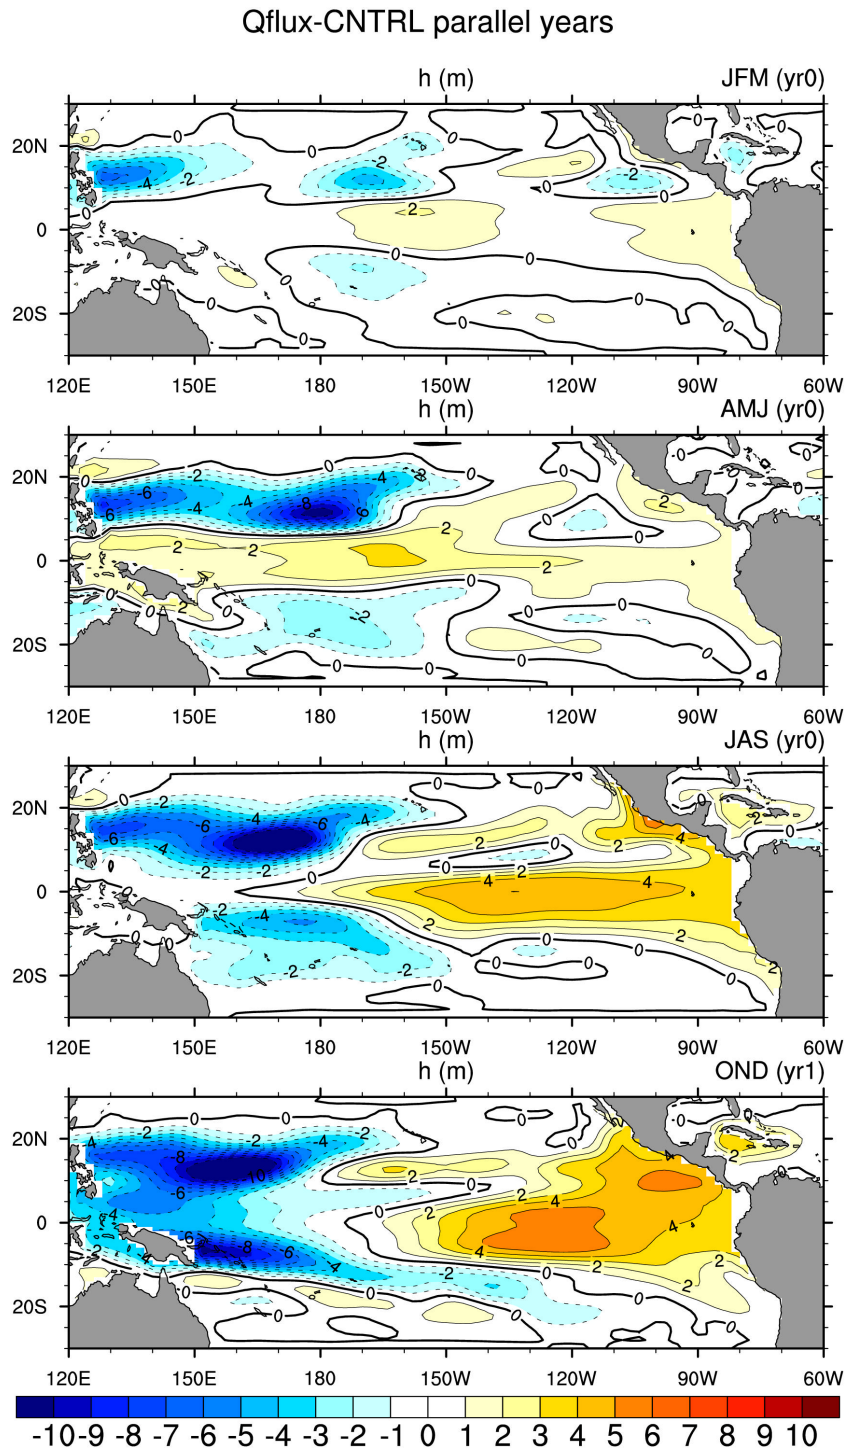 Qflux-CNTRL parallel years
h (m) JFM (yr0)
20N
0
20S
120E 150E 180 150W 120W 90W 60W
h (m) AMJ (yr0)
20N
0
20S
120E 150E 180 150W 120W 90W 60W
h (m) JAS (yr0)
20N
0
20S
120E 150E 180 150W 120W 90W 60W
h (m) OND (yr1)
20N
0
20S
120E 150E 180 150W 120W 90W 60W
-10 -9 -8 -7 -6 -5 -4 -3 -2 -1 0 1 2 3 4 5 6 7 8 9 10